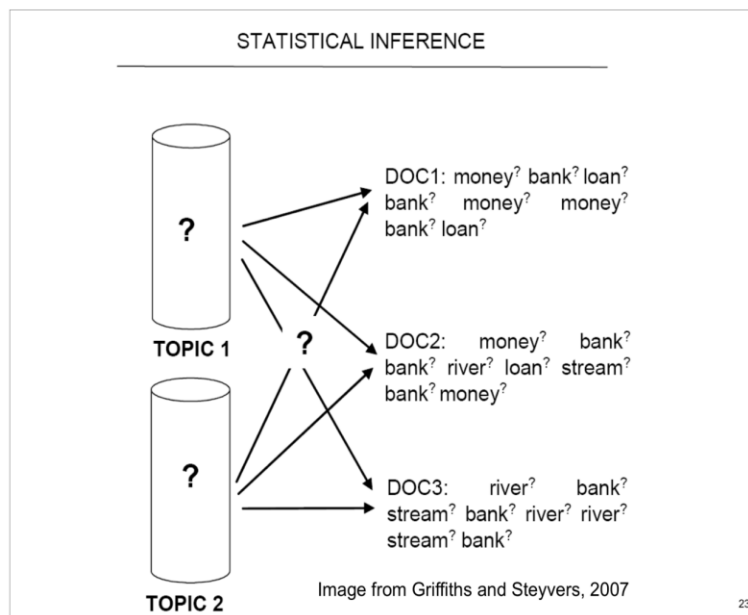 STATISTICAL INFERENCE
?
TOPIC 1
?
TOPIC 2
?
DOC1: money? bank? loan?
bank? money? money?
bank? loan?
DOC2: money? bank?
bank? river? loan? stream?
bank? money?
DOC3: river? bank?
stream? bank? river? river?
stream? bank?
Image from Griffiths and Steyvers, 2007
23